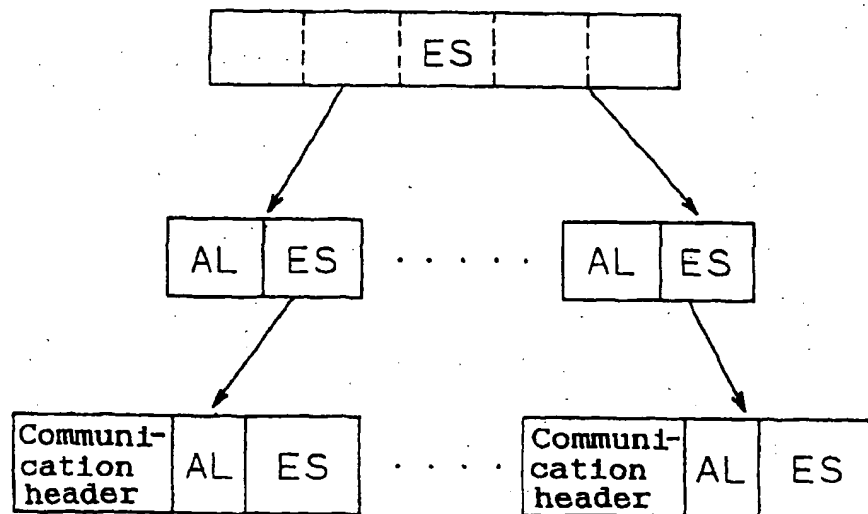 ES
AL ES . . . . . AL ES
Communi-
cation
header
AL ES . . . . Communi-
cation
header
AL ES